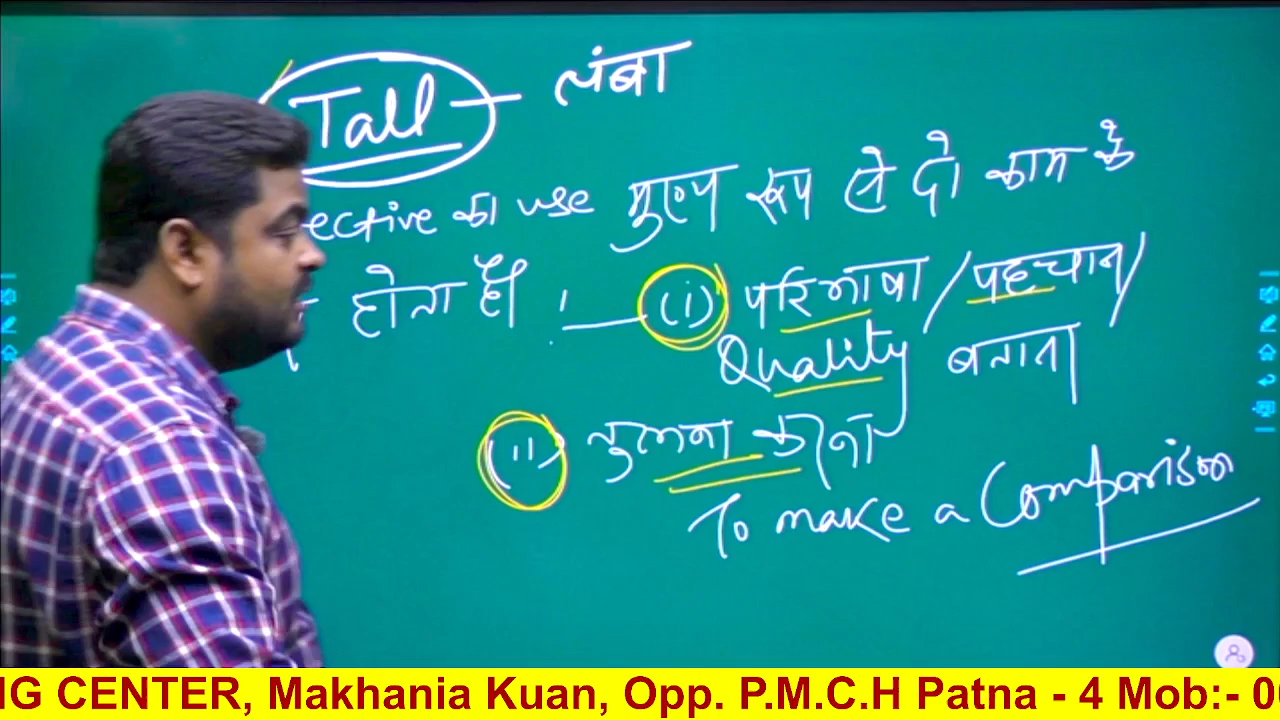 Tall — लंबा
ective का use मुख्य रूप से दो काम के
होता है।
(i) परिभाषा / पहचान /
Quality बताना
(ii) तुलना करना
To make a Comparison
NG CENTER, Makhania Kuan, Opp. P.M.C.H Patna - 4 Mob:- 0